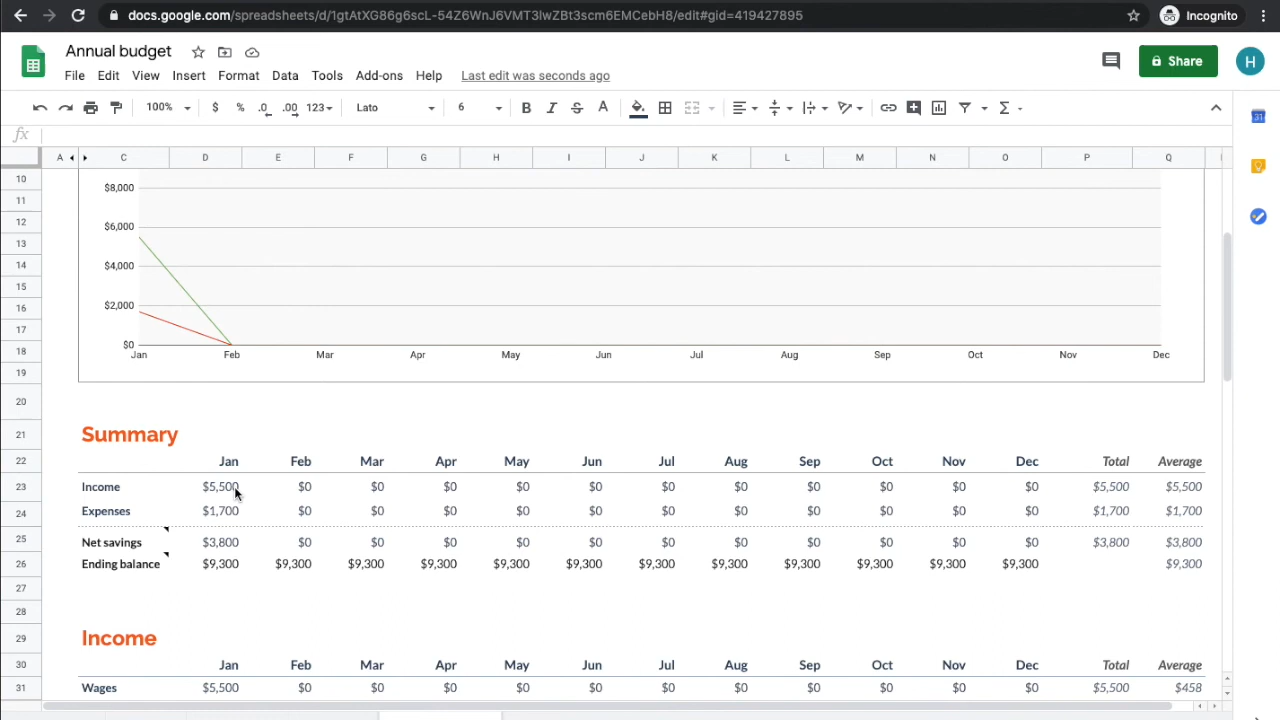 docs.google.com/spreadsheets/d/1gtAtXG86g6scL-54Z6WnJ6VMT3lwZBt3scm6EMCebH8/edit#gid=419427895
Incognito
Annual budget
File Edit View Insert Format Data Tools Add-ons Help Last edit was seconds ago
Share
H
100% $ % .0 .00 123 Lato 6 B I S A
fx
A C D E F G H I J K L M N O P Q
10
$8,000
11
12
$6,000
13
14
$4,000
15
16
$2,000
17
18
$0
Jan Feb Mar Apr May Jun Jul Aug Sep Oct Nov Dec
19
20
21 Summary
22 Jan Feb Mar Apr May Jun Jul Aug Sep Oct Nov Dec Total Average
23 Income $5,500 $0 $0 $0 $0 $0 $0 $0 $0 $0 $0 $0 $5,500 $5,500
24 Expenses $1,700 $0 $0 $0 $0 $0 $0 $0 $0 $0 $0 $0 $1,700 $1,700
25 Net savings $3,800 $0 $0 $0 $0 $0 $0 $0 $0 $0 $0 $0 $3,800 $3,800
26 Ending balance $9,300 $9,300 $9,300 $9,300 $9,300 $9,300 $9,300 $9,300 $9,300 $9,300 $9,300 $9,300 $9,300
27
28
29 Income
30 Jan Feb Mar Apr May Jun Jul Aug Sep Oct Nov Dec Total Average
31 Wages $5,500 $0 $0 $0 $0 $0 $0 $0 $0 $0 $0 $0 $5,500 $458